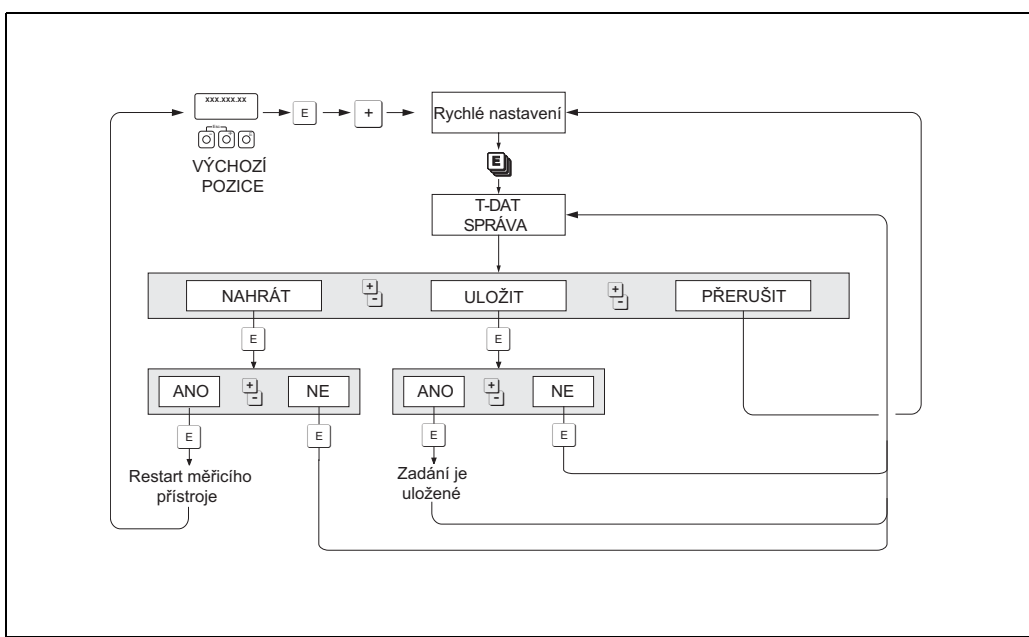 xxx.xxx.xx
Esc
E
+
Rychlé nastavení
VÝCHOZÍ
POZICE
E
T-DAT
SPRÁVA
NAHRÁT
+
-
ULOŽIT
+
-
PŘERUŠIT
E
E
ANO
+
-
NE
ANO
+
-
NE
E
E
E
E
Restart měřicího
přístroje
Zadání je
uložené